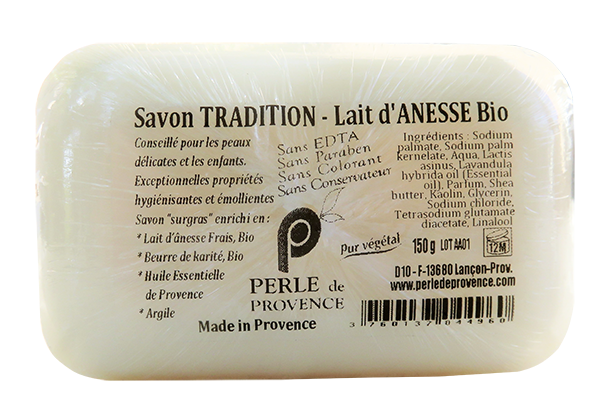 Savon TRADITION - Lait d'ANESSE Bio
Conseillé pour les peaux
délicates et les enfants.
Exceptionnelles propriétés
hygiénisantes et émollientes
Savon "surgras" enrichi en :
* Lait d'ânesse Frais, Bio
* Beurre de karité, Bio
* Huile Essentielle
de Provence
* Argile
Made in Provence
Sans EDTA
Sans Paraben
Sans Colorant
Sans Conservateur
P
PERLE de
PROVENCE
pur végétal
Ingrédients : Sodium
palmate, Sodium palm
kernelate, Aqua, Lactis
asinus, Lavandula
hybrida oil (Essential
oil), Parfum, Shea
butter, Kaolin, Glycerin,
Sodium chloride,
Tetrasodium glutamate
diacetate, Linalool
150 g LOT AA01
12M
D10 - F-13680 Lançon-Prov.
www.perledeprovence.com
3 760137 044960